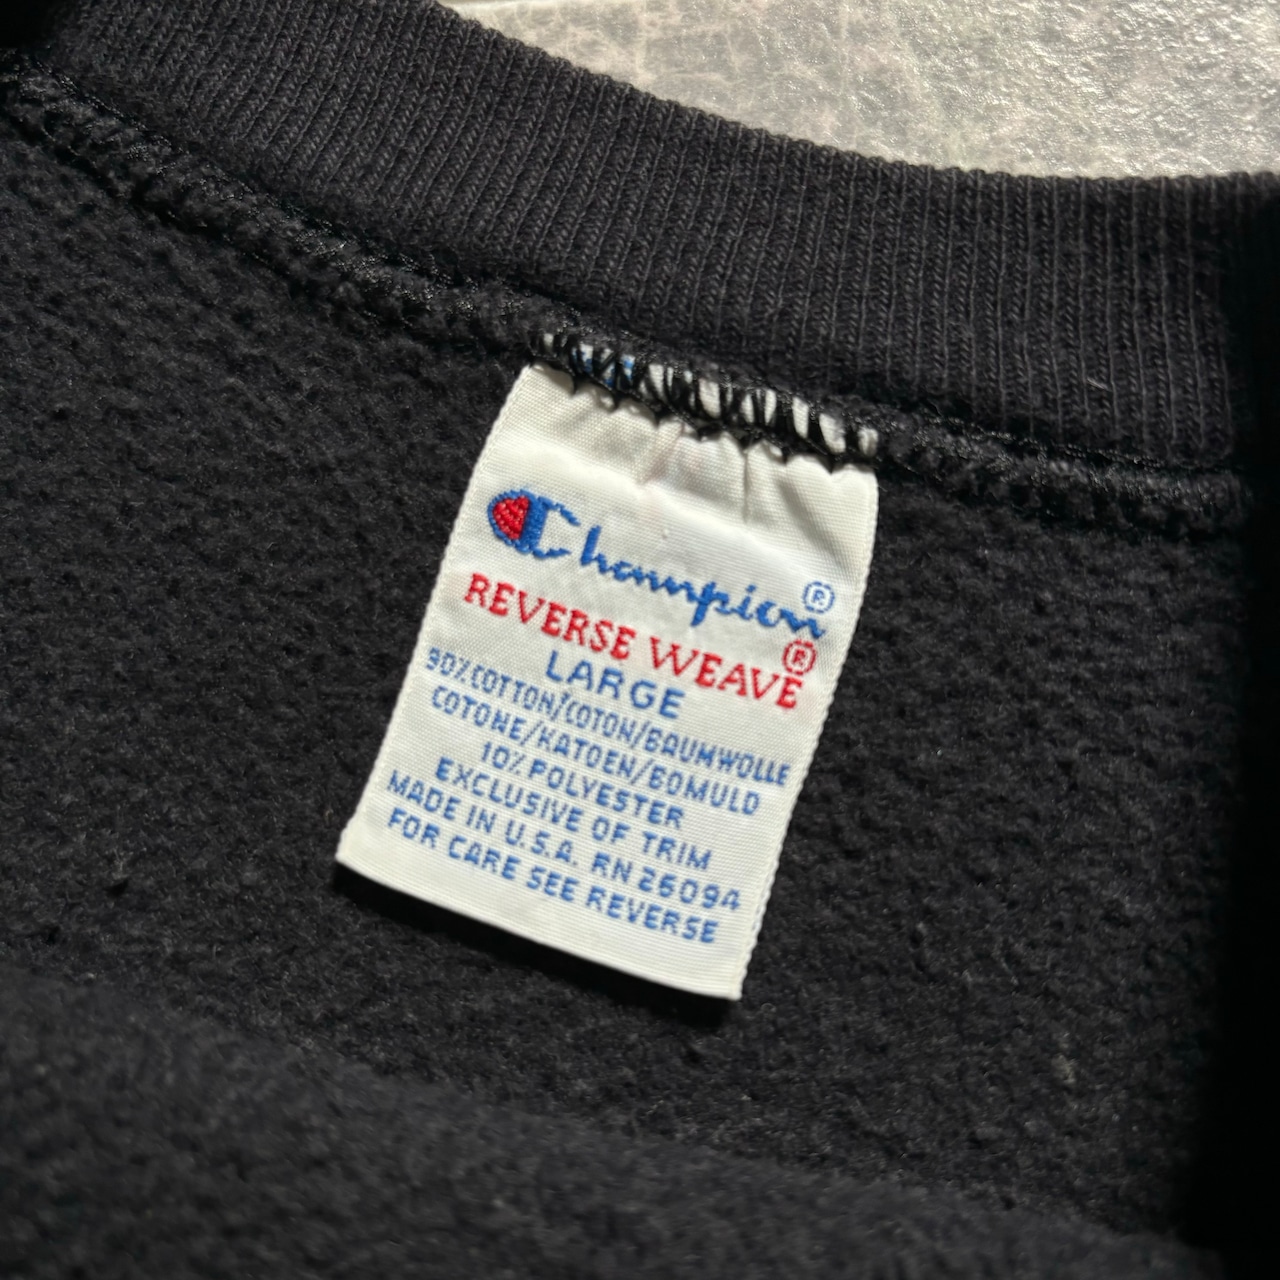 Champion®
REVERSE WEAVE®
LARGE
90% COTTON/COTON/BAUMWOLLE
COTONE/KATOEN/BOMULD
10% POLYESTER
EXCLUSIVE OF TRIM
MADE IN U.S.A. RN 26094
FOR CARE SEE REVERSE